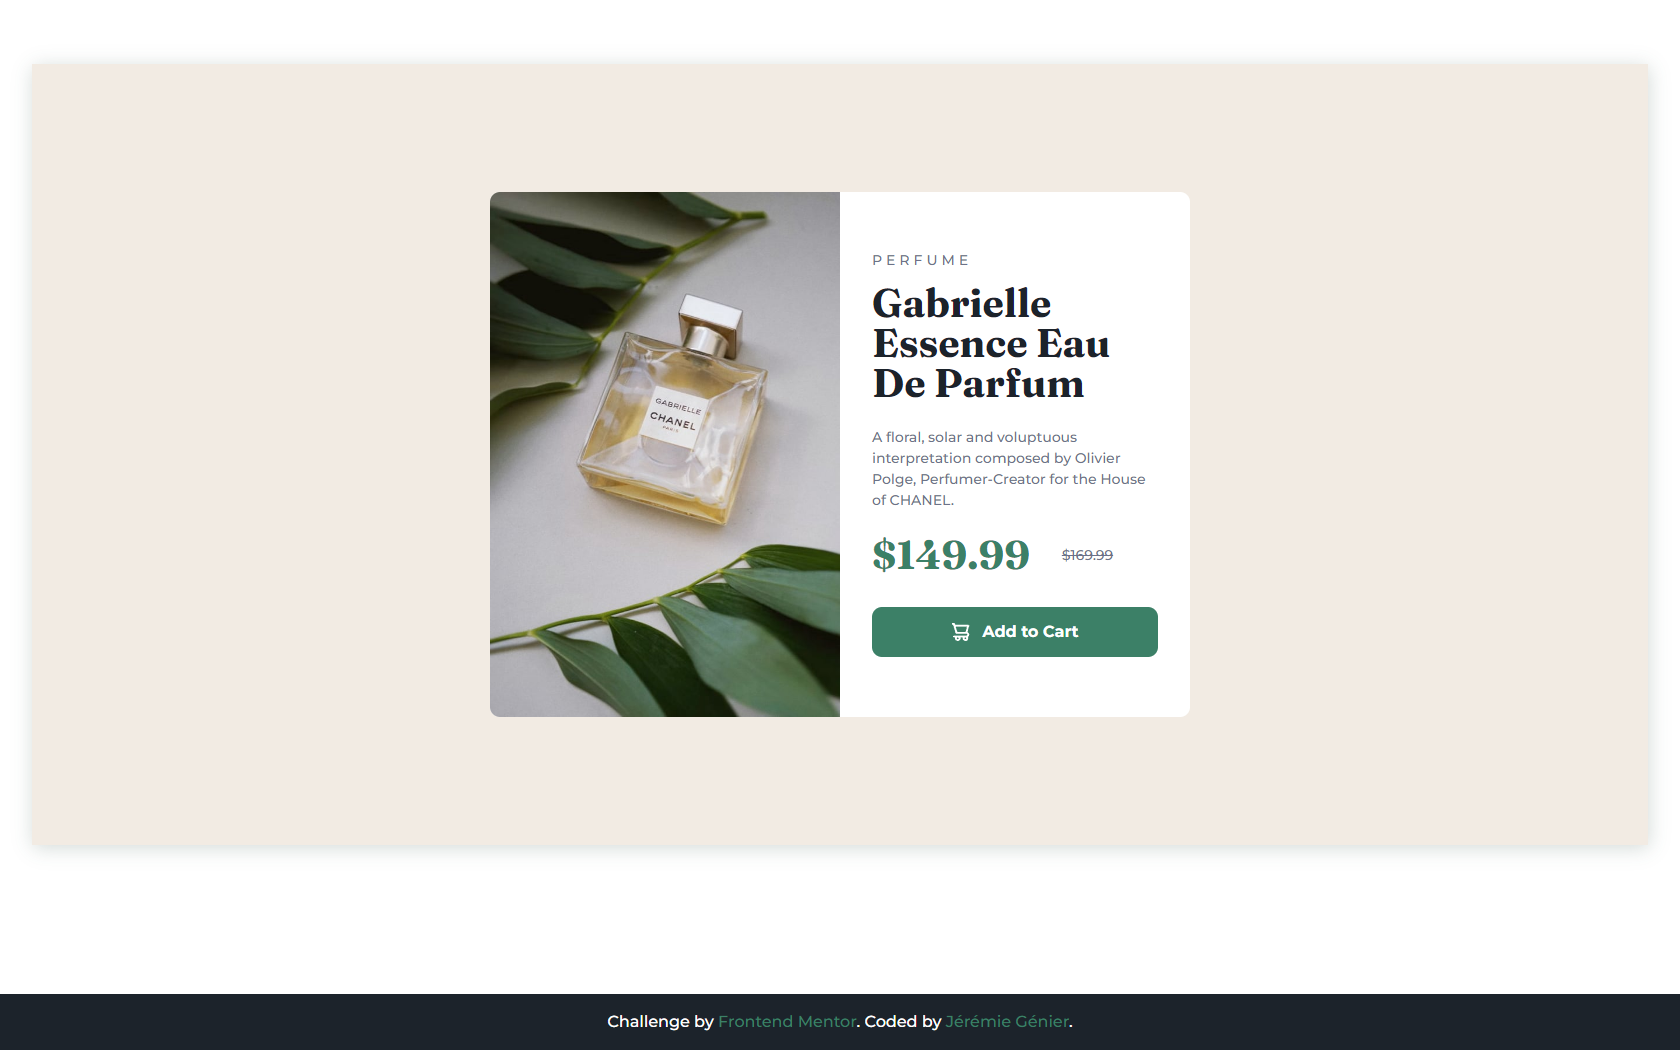 GABRIELLE
CHANEL
PARIS
PERFUME
Gabrielle
Essence Eau
De Parfum
A floral, solar and voluptuous
interpretation composed by Olivier
Polge, Perfumer-Creator for the House
of CHANEL.
$149.99 $169.99
Add to Cart
Challenge by Frontend Mentor. Coded by Jérémie Génier.